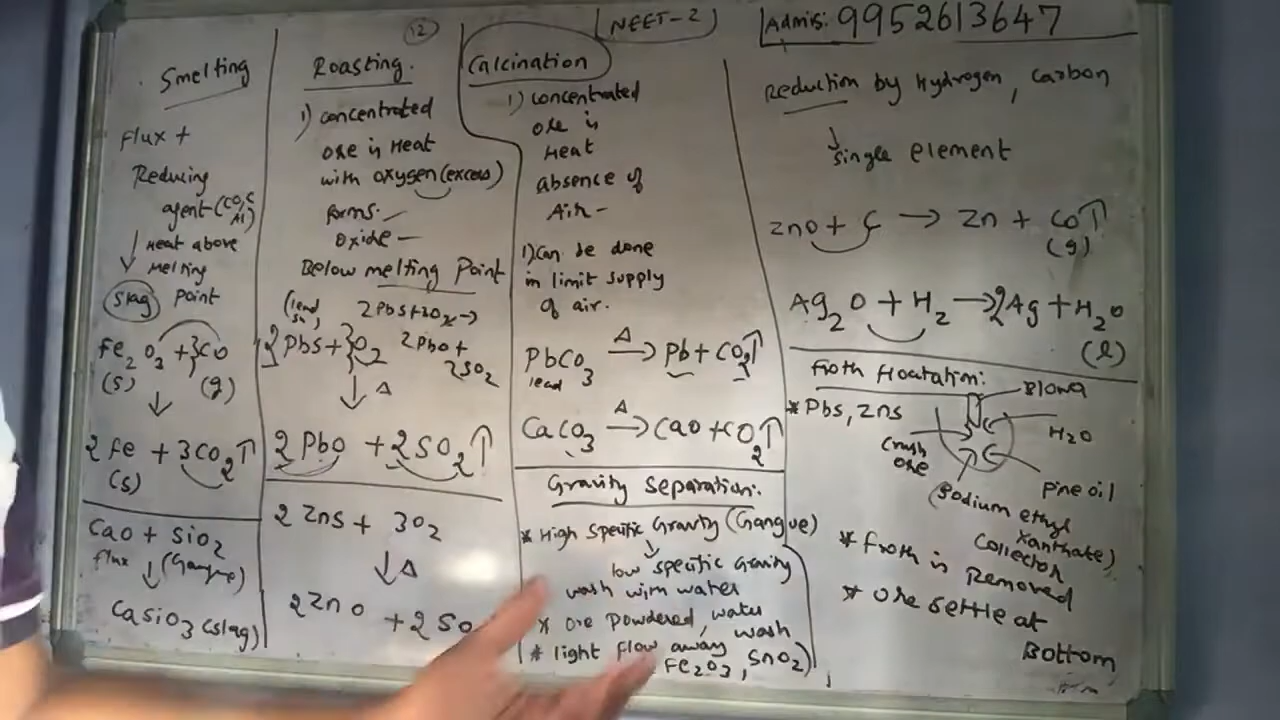 NEET-2
Admis: 9952613647
12
Smelting
Flux +
Reducing
agent (CO, C
Al)
Heat above
Melting
Slag point
Fe2O3 + 3CO
(s) (g)
2Fe + 3CO2↑
(s)
CaO + SiO2
flux (Gangue)
CaSiO3 (slag)
Roasting.
1) concentrated
ore is Heat
with oxygen (excess)
forms.
oxide
Below melting Point
(lead
2PbS + 3O2 →
2PbO +
2SO2
2PbS + 3O2
Δ
2PbO + 2SO2↑
2ZnS + 3O2
Δ
2ZnO + 2SO
Calcination
1) concentrated
ore is
Heat
absence of
Air -
1) Can be done
in limit supply
of air.
PbCO3 Δ→ Pb + CO2↑
lead
CaCO3 Δ→ CaO + CO2↑
Gravity separation:
* High Specific Gravity (Gangue)
low specific Gravity
wash with water
* ore powdered, water
wash
* light flow away
Fe2O3, SnO2)
Reduction by Hydrogen, Carbon
single element
ZnO + C → Zn + CO↑
(g)
Ag2O + H2 → 2Ag + H2O
(l)
Froth floatation:
* PbS, ZnS
Blowa
H2O
Crush
ore
Pine oil
(Sodium ethyl
Xanthate)
Collector
* froth is Removed
* ore settle at
Bottom